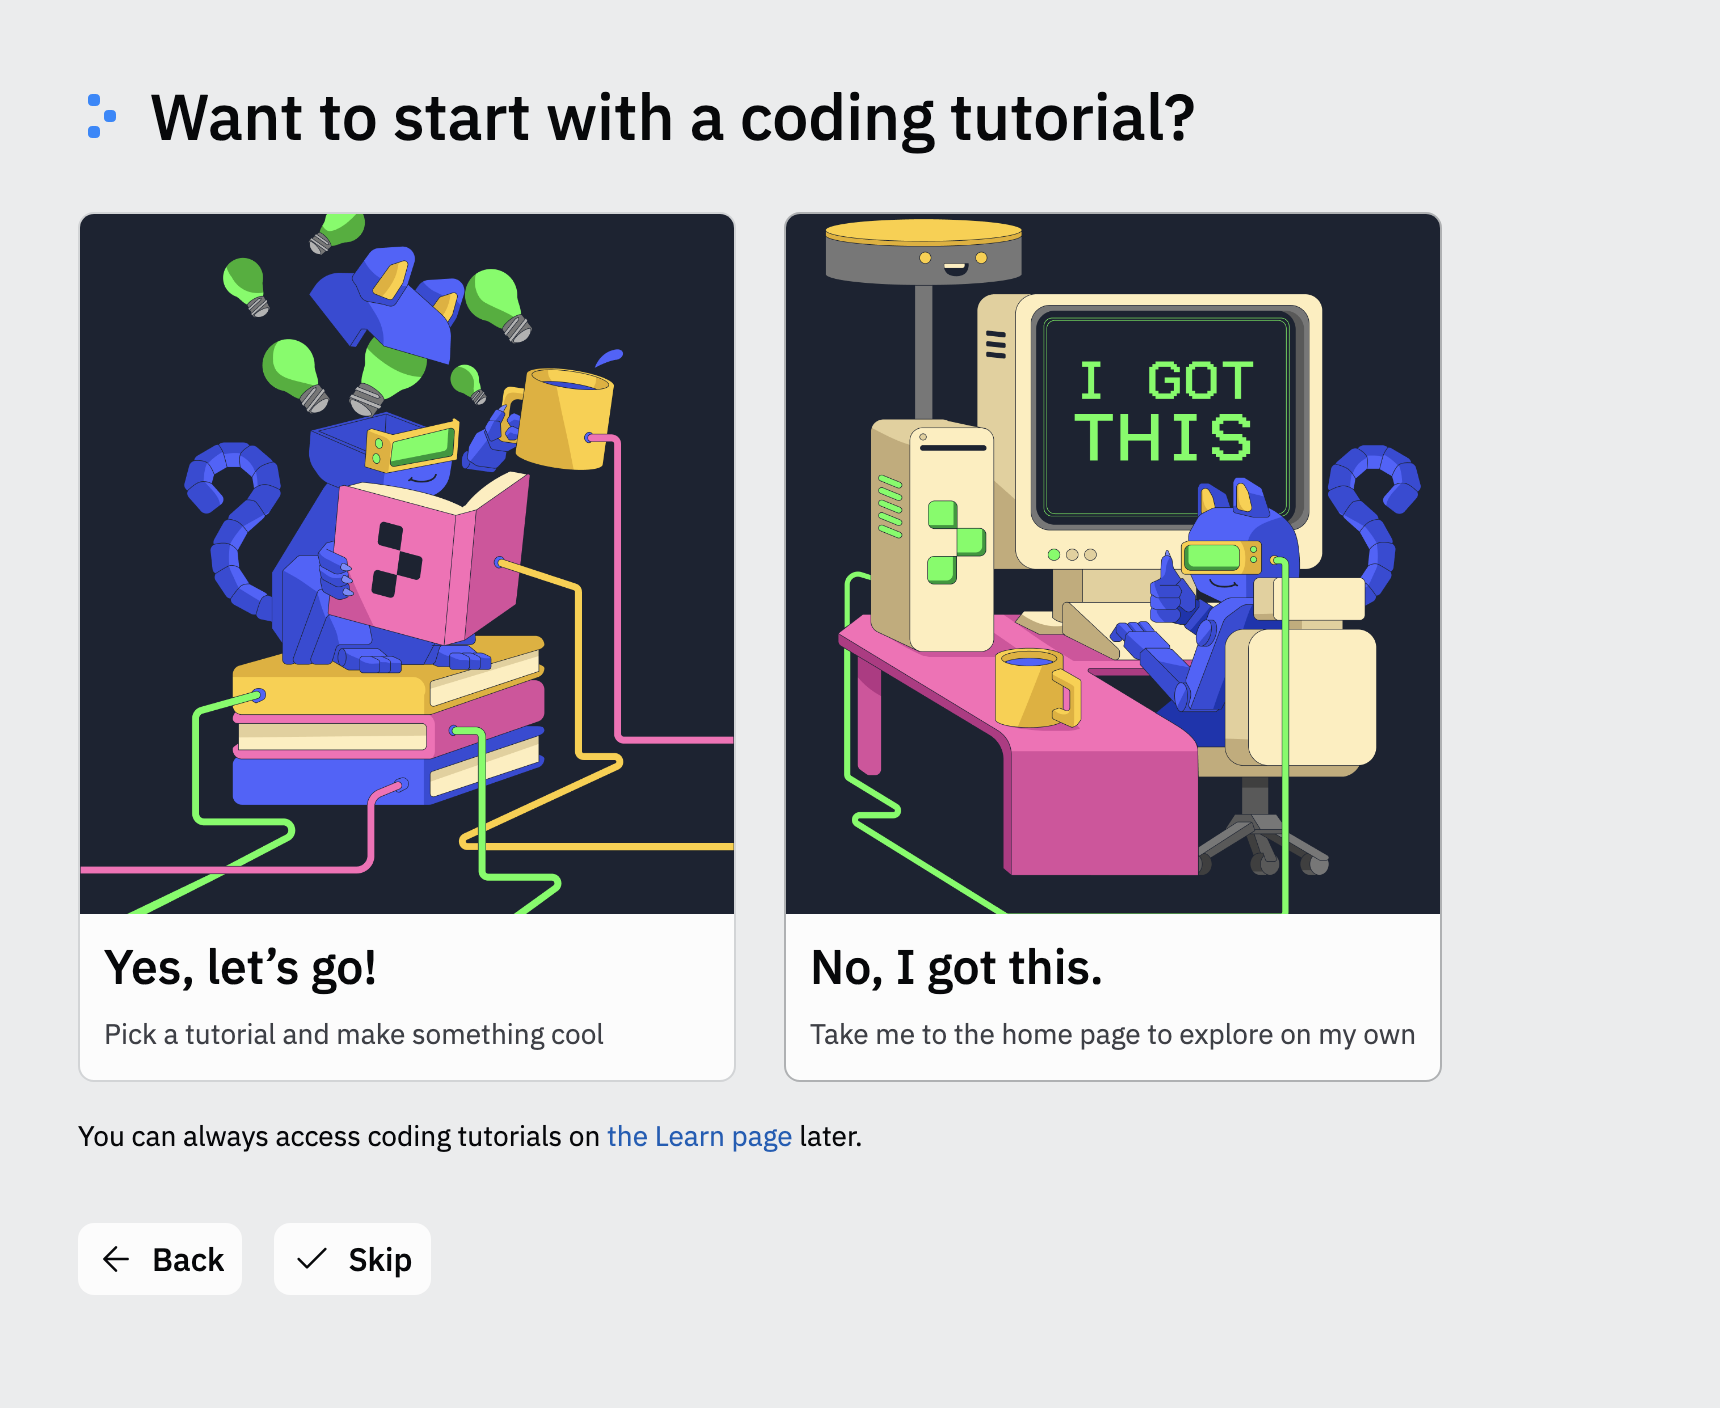 Want to start with a coding tutorial?
I GOT
THIS
Yes, let’s go!
Pick a tutorial and make something cool
No, I got this.
Take me to the home page to explore on my own
You can always access coding tutorials on the Learn page later.
Back
Skip